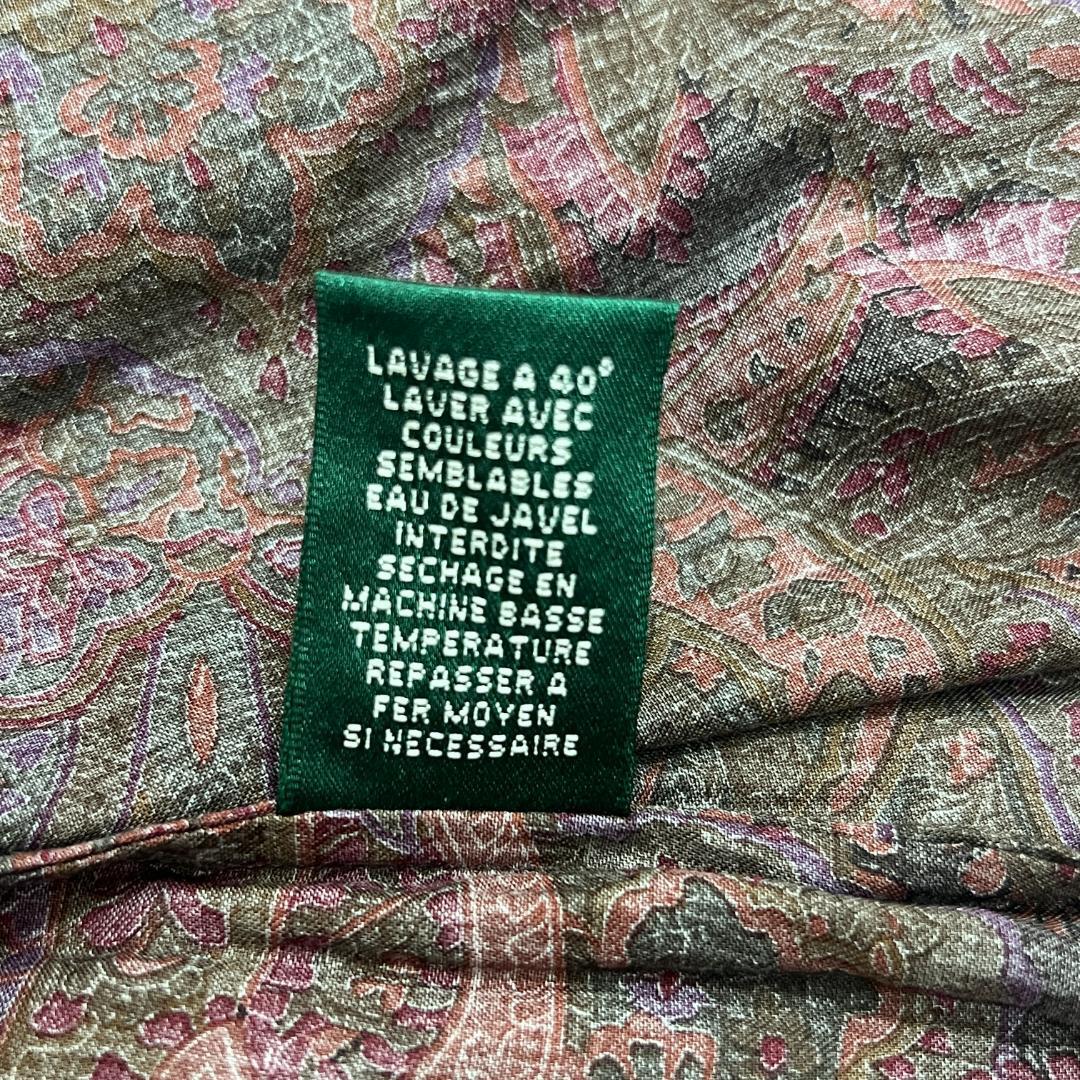 LAVAGE A 40°
LAVER AVEC
COULEURS
SEMBLABLES
EAU DE JAVEL
INTERDITE
SECHAGE EN
MACHINE BASSE
TEMPERATURE
REPASSER A
FER MOYEN
SI NECESSAIRE